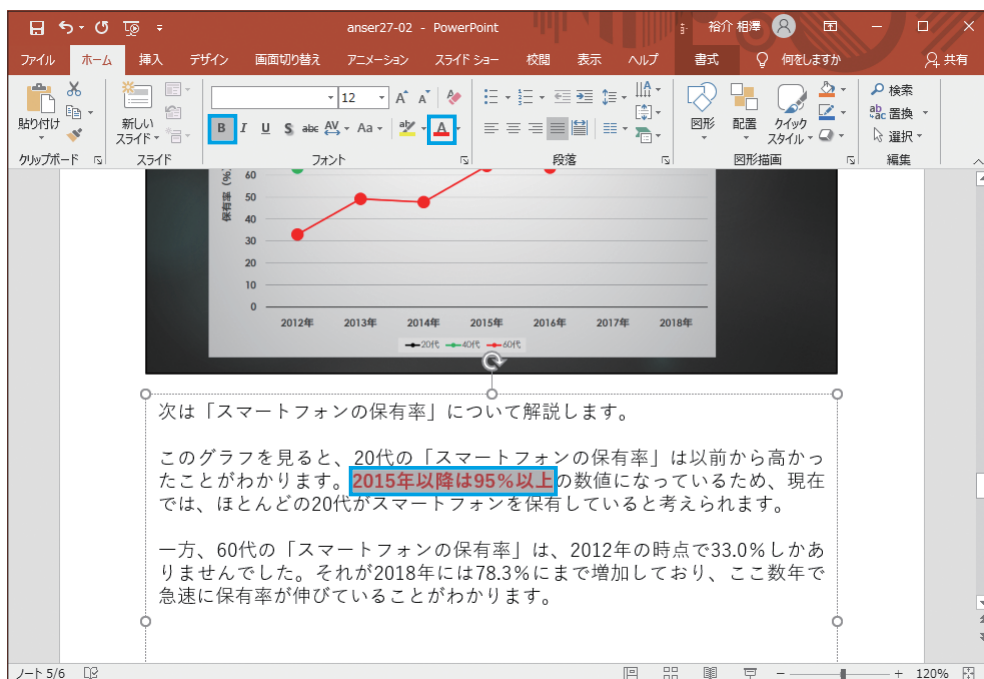 anser27-02 - PowerPoint
裕介 相澤
ファイル ホーム 挿入 デザイン 画面切り替え アニメーション スライド ショー 校閲 表示 ヘルプ 書式 何をしますか 共有
貼り付け
新しい
スライド
12
B I U S abc AV Aa A
図形
配置
クイック
スタイル
検索
置換
選択
クリップボード スライド フォント 段落 図形描画 編集
保有率 (%)
60
50
40
30
20
10
0
2012年 2013年 2014年 2015年 2016年 2017年 2018年
20代 40代 60代
次は「スマートフォンの保有率」について解説します。
このグラフを見ると、20代の「スマートフォンの保有率」は以前から高かっ
たことがわかります。2015年以降は95%以上の数値になっているため、現在
では、ほとんどの20代がスマートフォンを保有していると考えられます。
一方、60代の「スマートフォンの保有率」は、2012年の時点で33.0%しかあ
りませんでした。それが2018年には78.3%にまで増加しており、ここ数年で
急速に保有率が伸びていることがわかります。
ノート 5/6
120%